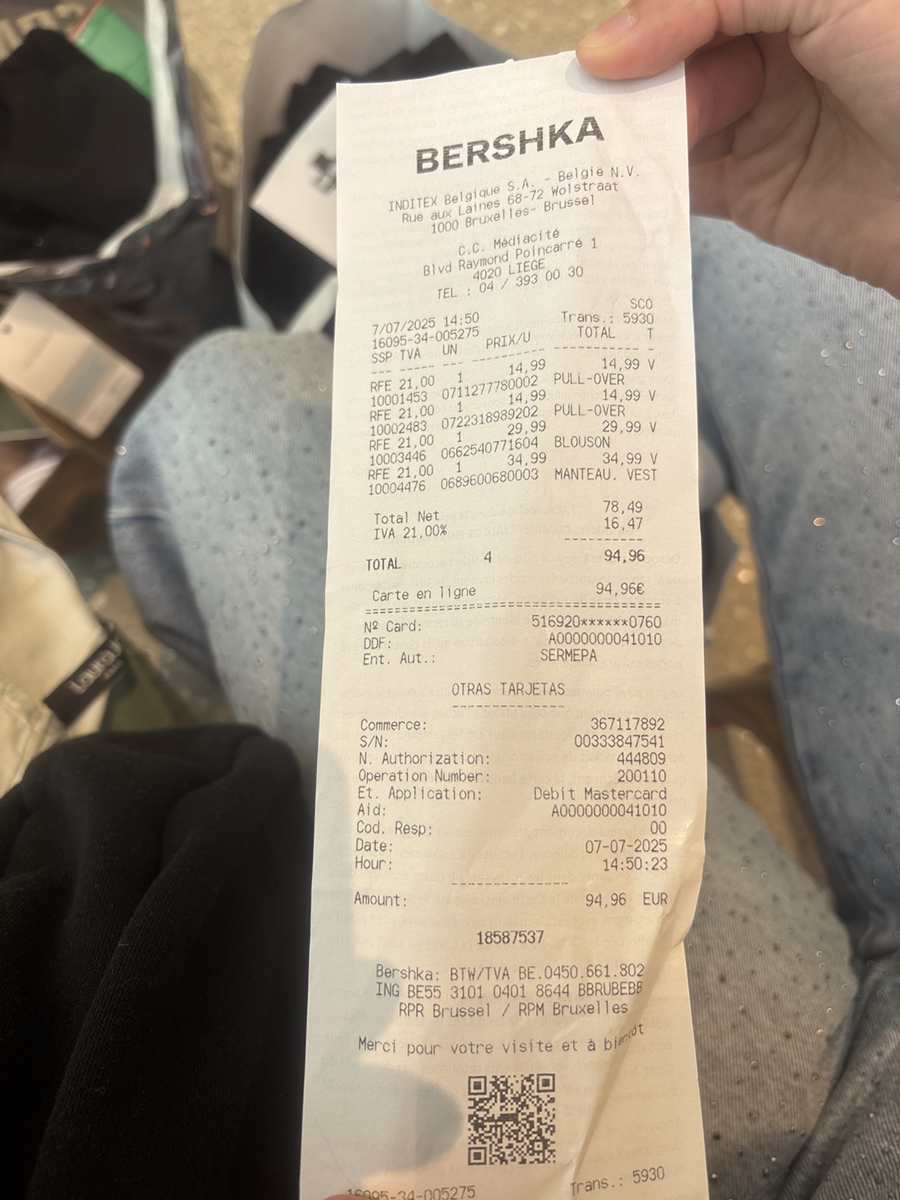 BERSHKA
INDITEX Belgique S.A. - België N.V.
Rue aux Laines 68-72 Wolstraat
1000 Bruxelles- Brussel
C.C. Médiacité
Blvd Raymond Poincarré 1
4020 LIEGE
TEL : 04 / 393 00 30
SCO
7/07/2025 14:50 Trans.: 5930
16095-34-005275
SSP TVA UN PRIX/U TOTAL T
RFE 21,00 1 14,99 14,99 V
10001453 0711277780002 PULL-OVER
RFE 21,00 1 14,99 14,99 V
10002483 0722318989202 PULL-OVER
RFE 21,00 1 29,99 29,99 V
10003446 0662540771604 BLOUSON
RFE 21,00 1 34,99 34,99 V
10004476 0689600680003 MANTEAU. VEST
Total Net 78,49
IVA 21,00% 16,47
TOTAL 4 94,96
Carte en ligne 94,96€
Nº Card: 516920******0760
DDF: A0000000041010
Ent. Aut.: SERMEPA
OTRAS TARJETAS
Commerce: 367117892
S/N: 00333847541
N. Authorization: 444809
Operation Number: 200110
Et. Application: Debit Mastercard
Aid: A0000000041010
Cod. Resp: 00
Date: 07-07-2025
Hour: 14:50:23
Amount: 94,96 EUR
18587537
Bershka: BTW/TVA BE.0450.661.802
ING BE55 3101 0401 8644 BBRUBEBB
RPR Brussel / RPM Bruxelles
Merci pour votre visite et à bientôt
16095-34-005275 Trans.: 5930